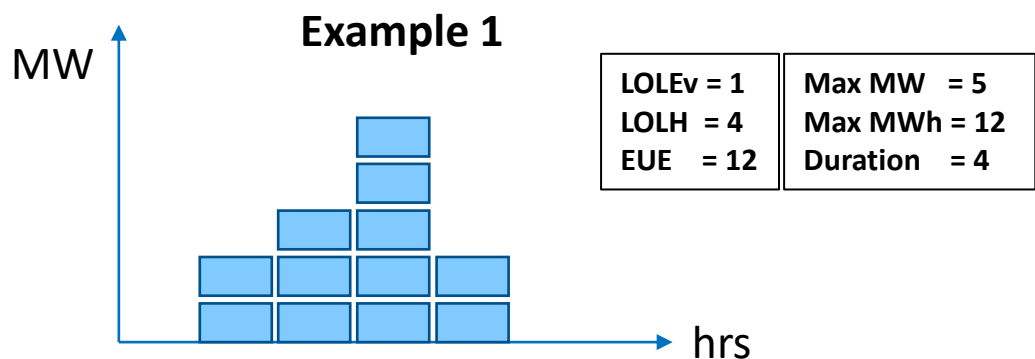 Example 1
MW
LOLEv = 1
LOLH = 4
EUE = 12
Max MW = 5
Max MWh = 12
Duration = 4
hrs